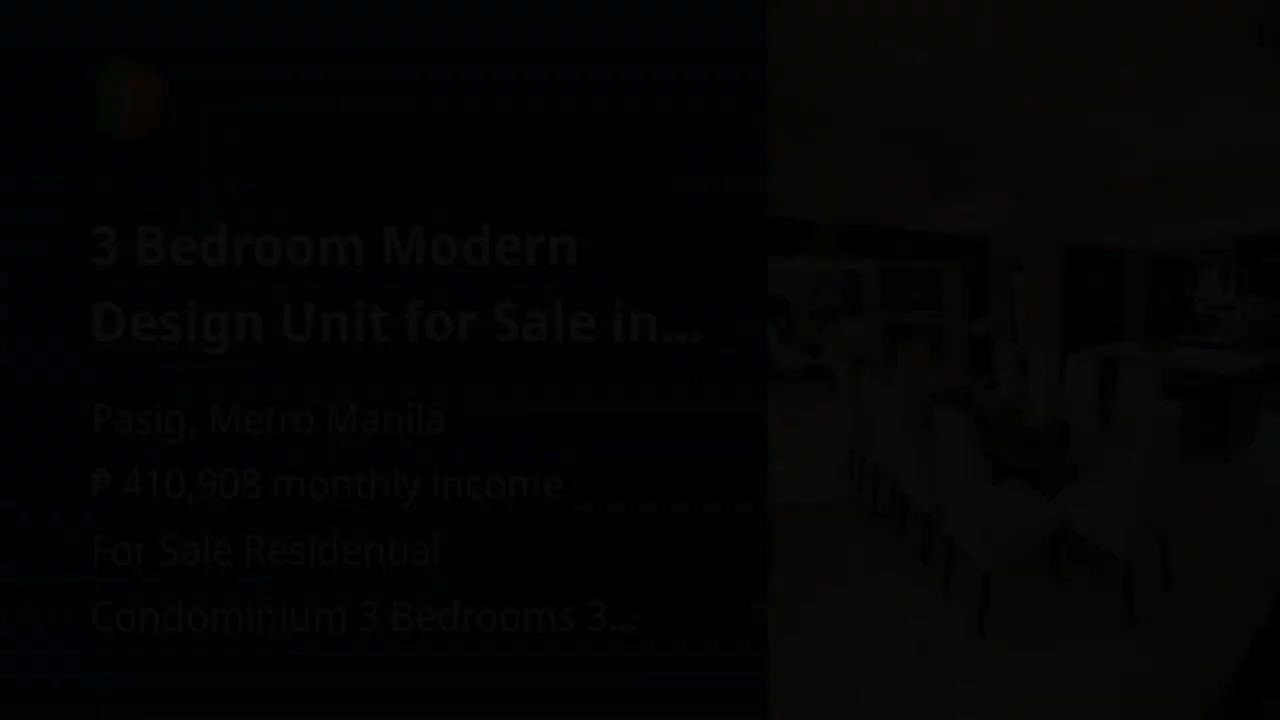 3 Bedroom Modern
Design Unit for Sale in...
Pasig, Metro Manila
₱ 410,908 monthly income
For Sale Residential
Condominium 3 Bedrooms 3...